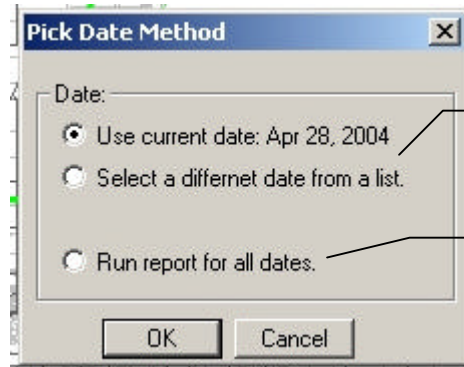 Pick Date Method
Date:
Use current date: Apr 28, 2004
Select a differnet date from a list.
Run report for all dates.
OK Cancel